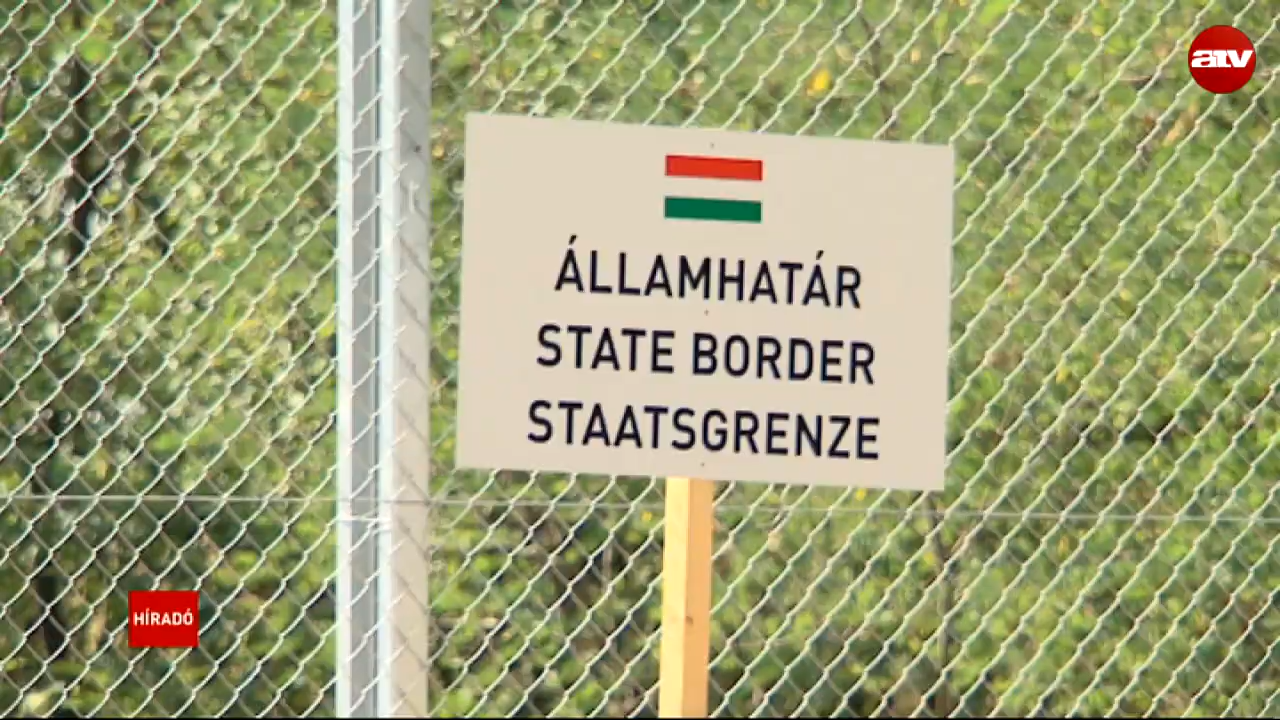 atv
ÁLLAMHATÁR
STATE BORDER
STAATSGRENZE
HÍRADÓ